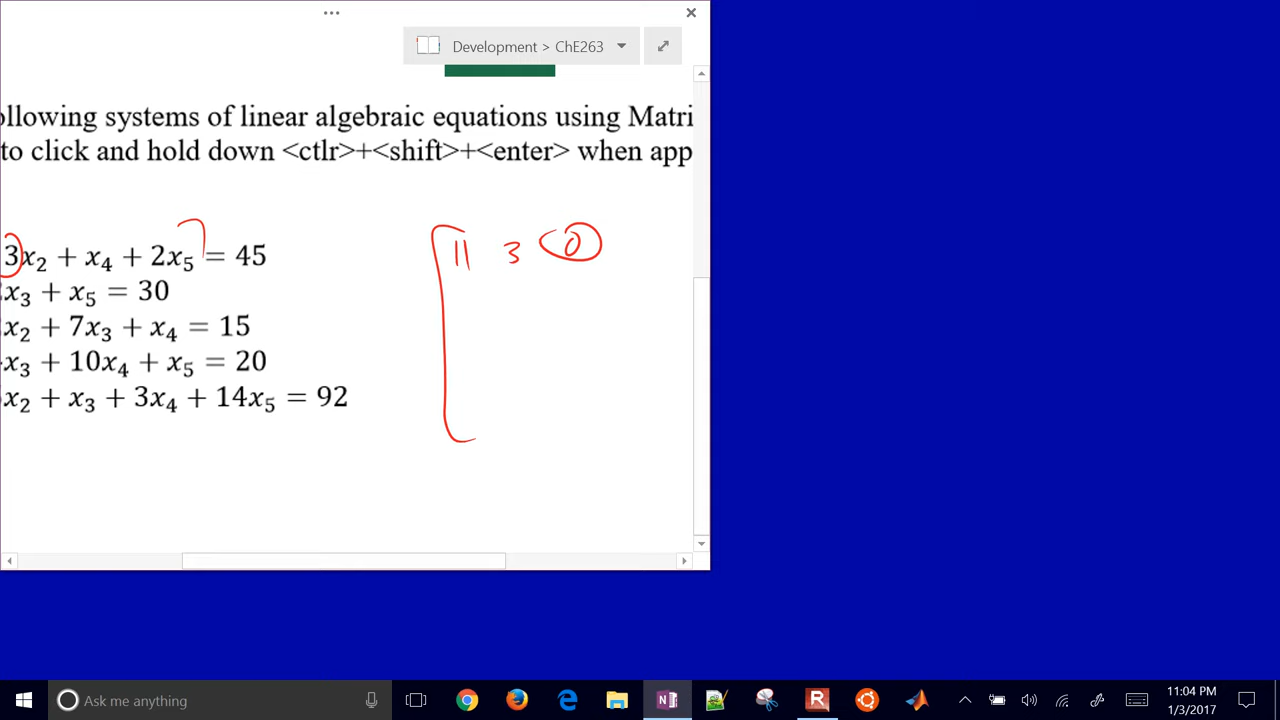 Development > ChE263
ollowing systems of linear algebraic equations using Matri
to click and hold down <ctlr>+<shift>+<enter> when app
3x₂ + x₄ + 2x₅ = 45
x₃ + x₅ = 30
x₂ + 7x₃ + x₄ = 15
x₃ + 10x₄ + x₅ = 20
x₂ + x₃ + 3x₄ + 14x₅ = 92
11 3 0
Ask me anything
11:04 PM
1/3/2017